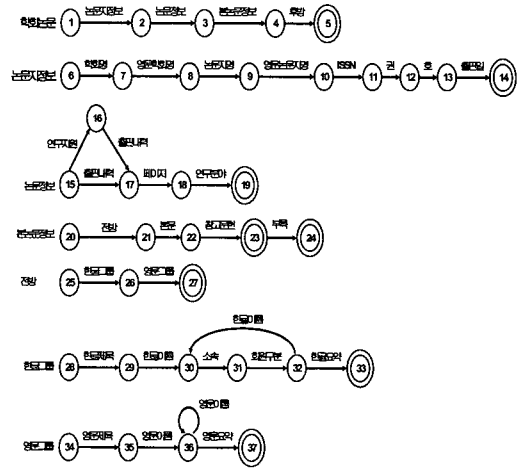 학회논문 1 논문지정보 2 논문정보 3 본논문정보 4 후방 5
논문지정보 6 학회명 7 영문학회명 8 논문지명 9 영문논문지명 10 ISSN 11 권 12 호 13 출판일 14
16
연구지원 출판내력
논문정보 15 출판내력 17 페이지 18 연구분야 19
본논문정보 20 전방 21 본문 22 참고문헌 23 부록 24
전방 25 한글그룹 26 영문그룹 27
한글이름
한글그룹 28 한글제목 29 한글이름 30 소속 31 회원구분 32 한글요약 33
영문이름
영문그룹 34 영문제목 35 영문이름 36 영문요약 37